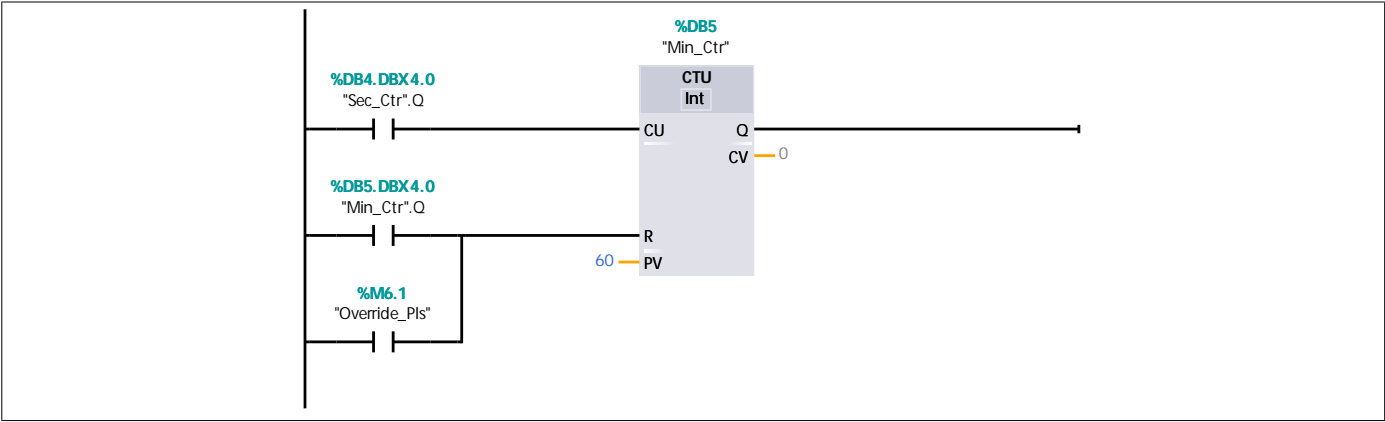 %DB5
"Min_Ctr"
%DB4.DBX4.0
"Sec_Ctr".Q
CTU
Int
CU
Q
CV
0
%DB5.DBX4.0
"Min_Ctr".Q
R
60
PV
%M6.1
"Override_Pls"